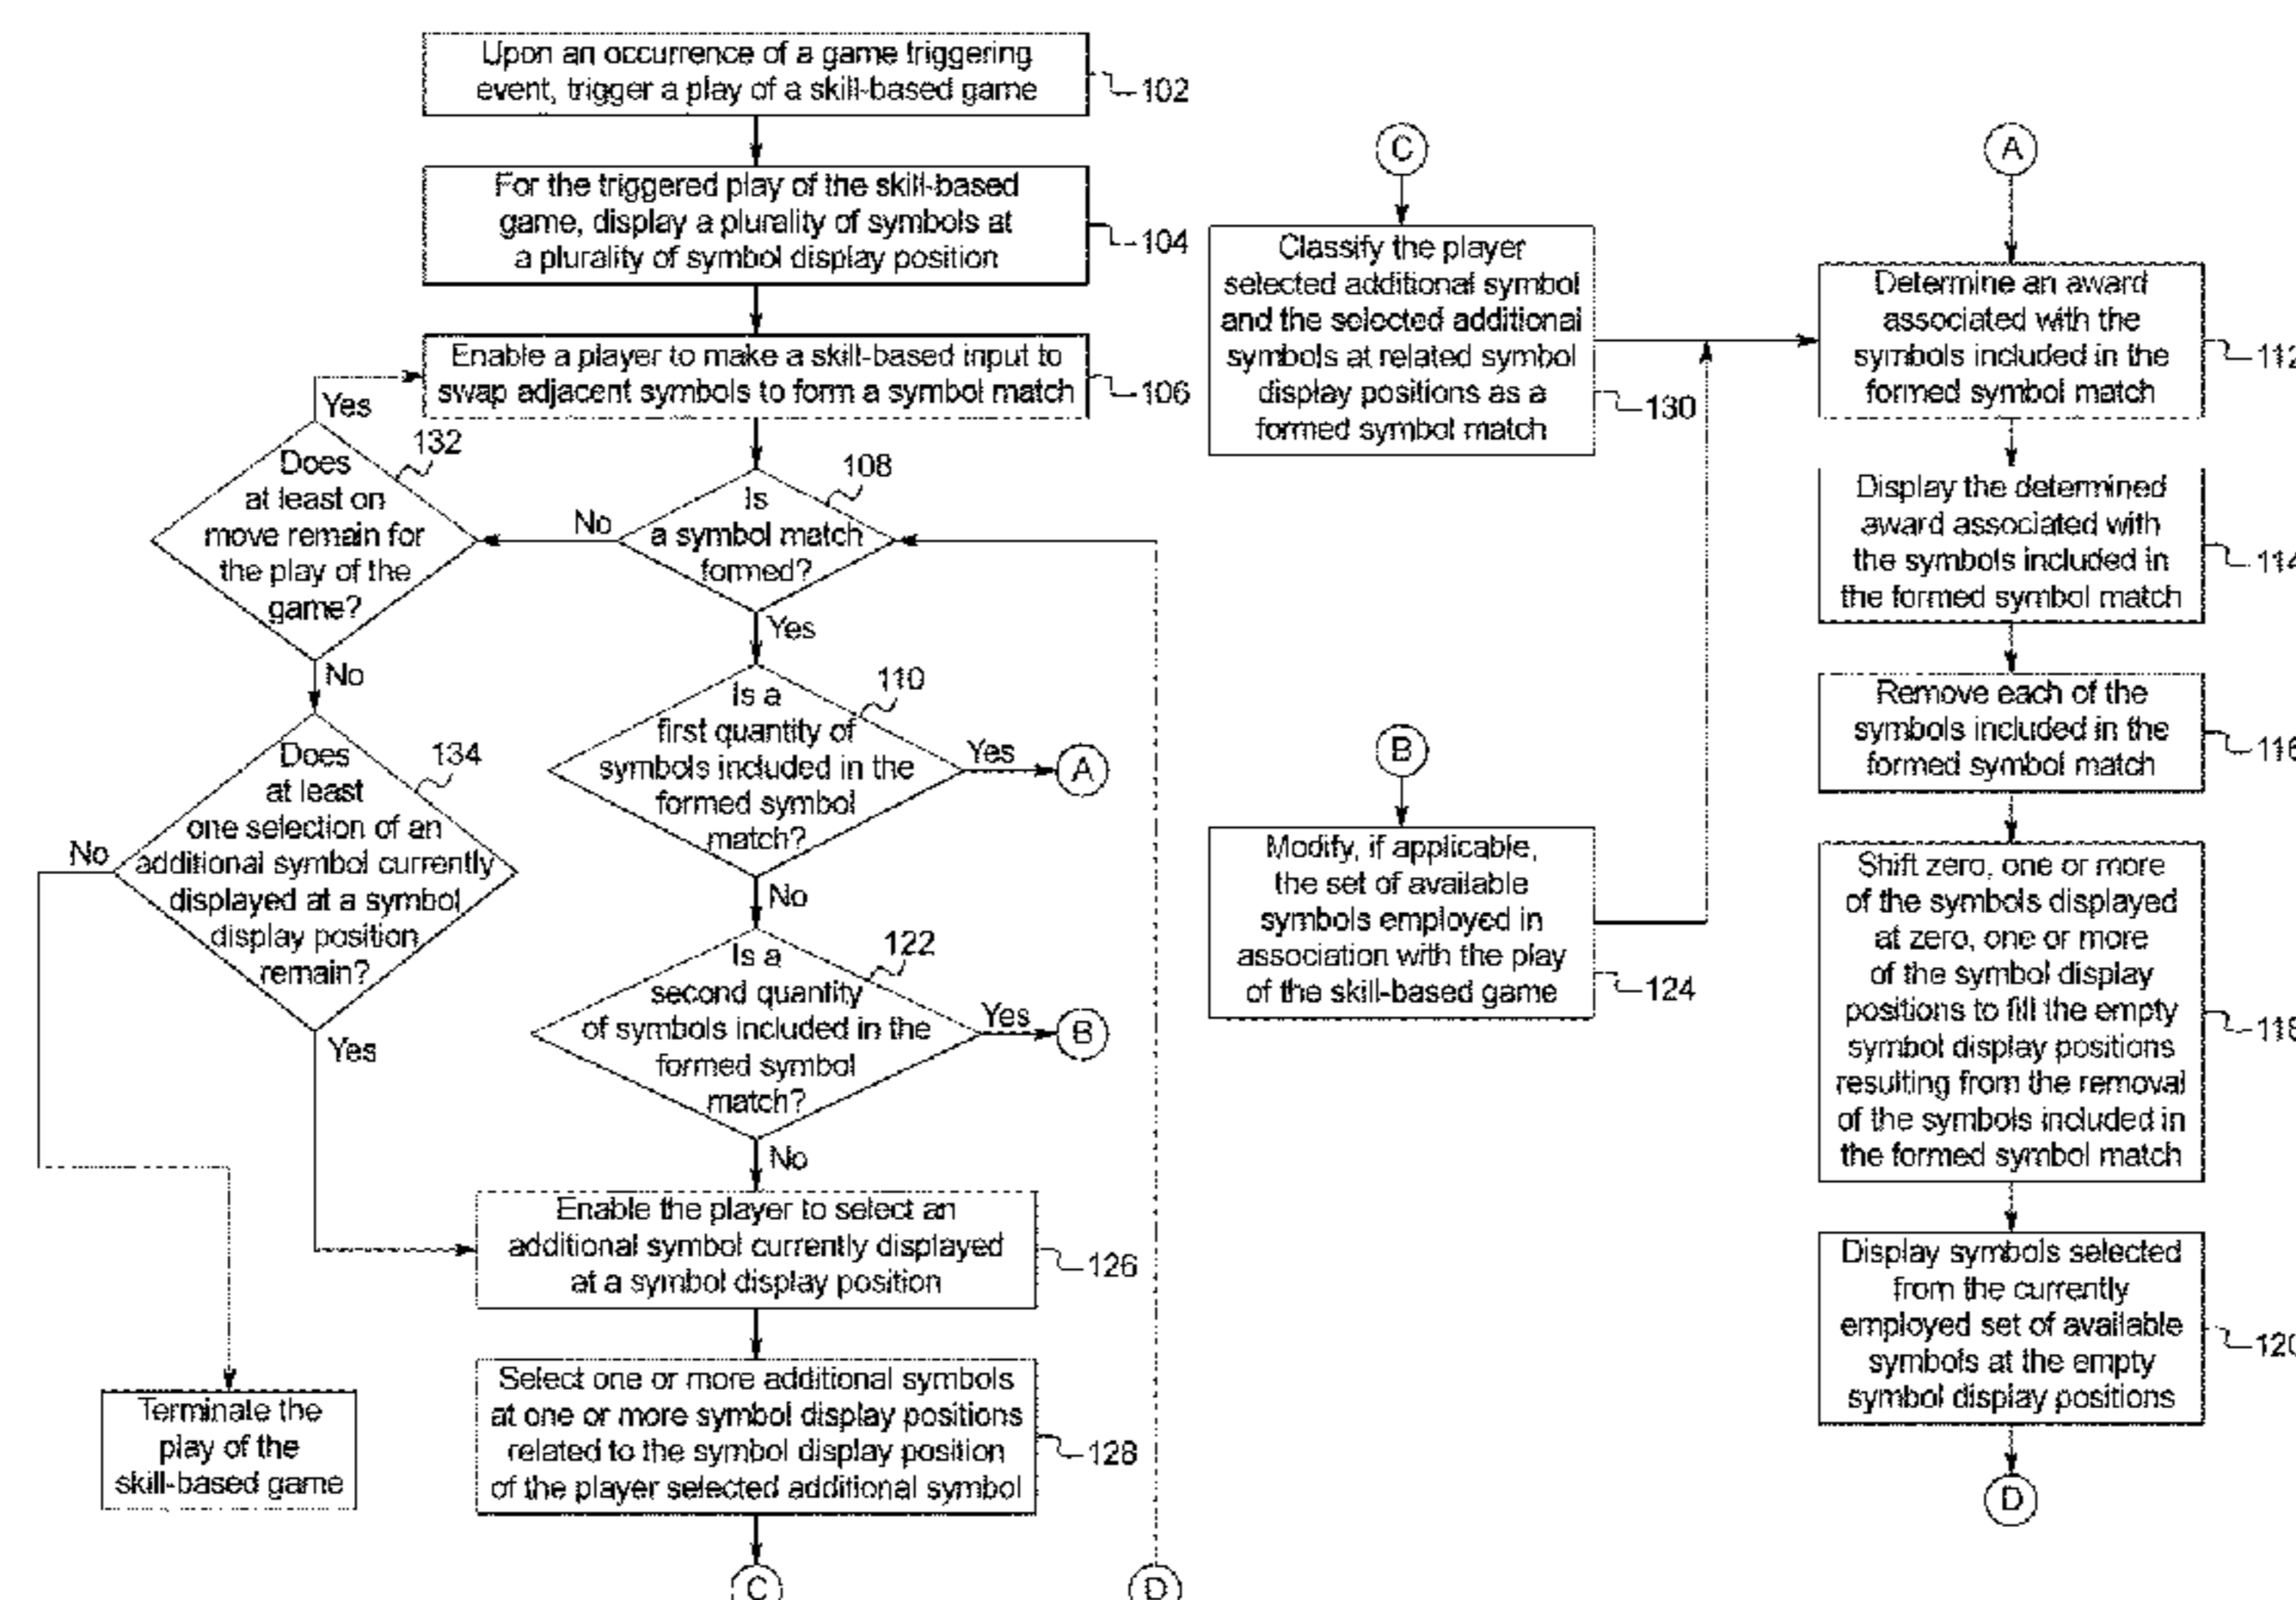 Upon an occurrence of a game triggering
event, trigger a play of a skill-based game
102
For the triggered play of the skill-based
game, display a plurality of symbols at
a plurality of symbol display position
104
Enable a player to make a skill-based input to
swap adjacent symbols to form a symbol match
106
Yes
132
Does
at least on
move remain for
the play of the
game?
No
108
Is
a symbol match
formed?
No
Yes
110
Is a
first quantity of
symbols included in the
formed symbol
match?
Yes
A
No
134
Does
at least
one selection of an
additional symbol currently
displayed at a symbol
display position
remain?
No
Yes
122
Is a
second quantity
of symbols included in the
formed symbol
match?
Yes
B
No
Enable the player to select an
additional symbol currently displayed
at a symbol display position
126
Terminate the
play of the
skill-based game
Select one or more additional symbols
at one or more symbol display positions
related to the symbol display position
of the player selected additional symbol
128
C
D
C
Classify the player
selected additional symbol
and the selected additional
symbols at related symbol
display positions as a
formed symbol match
130
B
Modify, if applicable,
the set of available
symbols employed in
association with the play
of the skill-based game
124
A
Determine an award
associated with the
symbols included in the
formed symbol match
112
Display the determined
award associated with
the symbols included in
the formed symbol match
114
Remove each of the
symbols included in the
formed symbol match
116
Shift zero, one or more
of the symbols displayed
at zero, one or more
of the symbol display
positions to fill the empty
symbol display positions
resulting from the removal
of the symbols included in
the formed symbol match
118
Display symbols selected
from the currently
employed set of available
symbols at the empty
symbol display positions
120
D